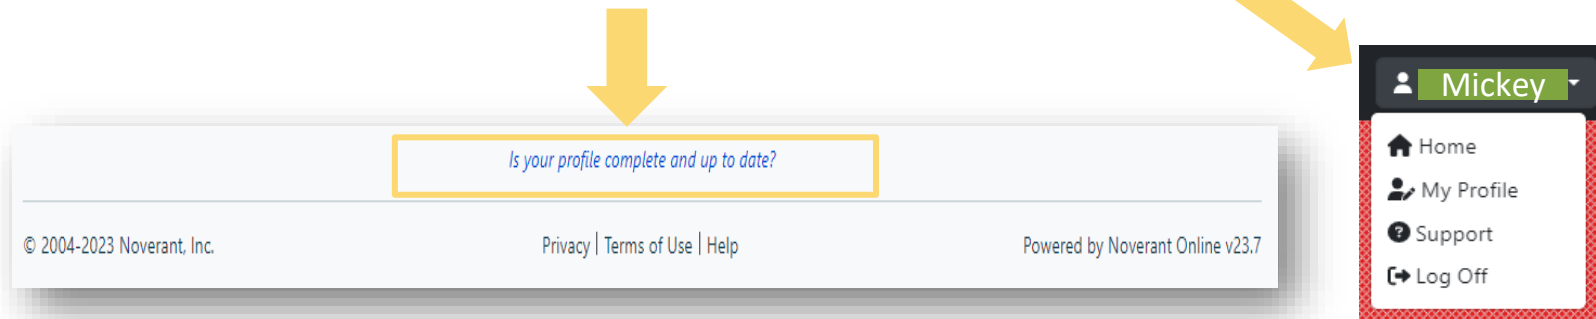 Mickey
Is your profile complete and up to date?
Home
My Profile
Support
Log Off
© 2004-2023 Noverant, Inc.
Privacy | Terms of Use | Help
Powered by Noverant Online v23.7